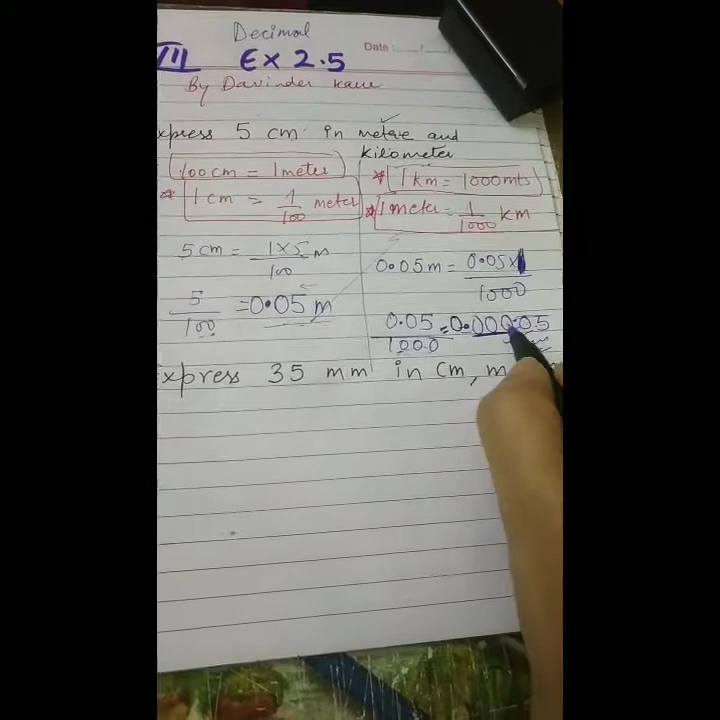 Decimal
III Ex 2.5
Date : ...../...../
By Davinder kaur
xpress 5 cm in metre and
kilometer
100 cm = 1 meter
* 1 cm = 1/100 meter
5 cm = 1×5/100 m
5/100 = 0.05 m
* 1 km = 1000 mts
* 1 meter = 1/1000 km
0.05 m = 0.05×1/1000
0.05/1000 = 0.00005
xpress 35 mm in cm, m